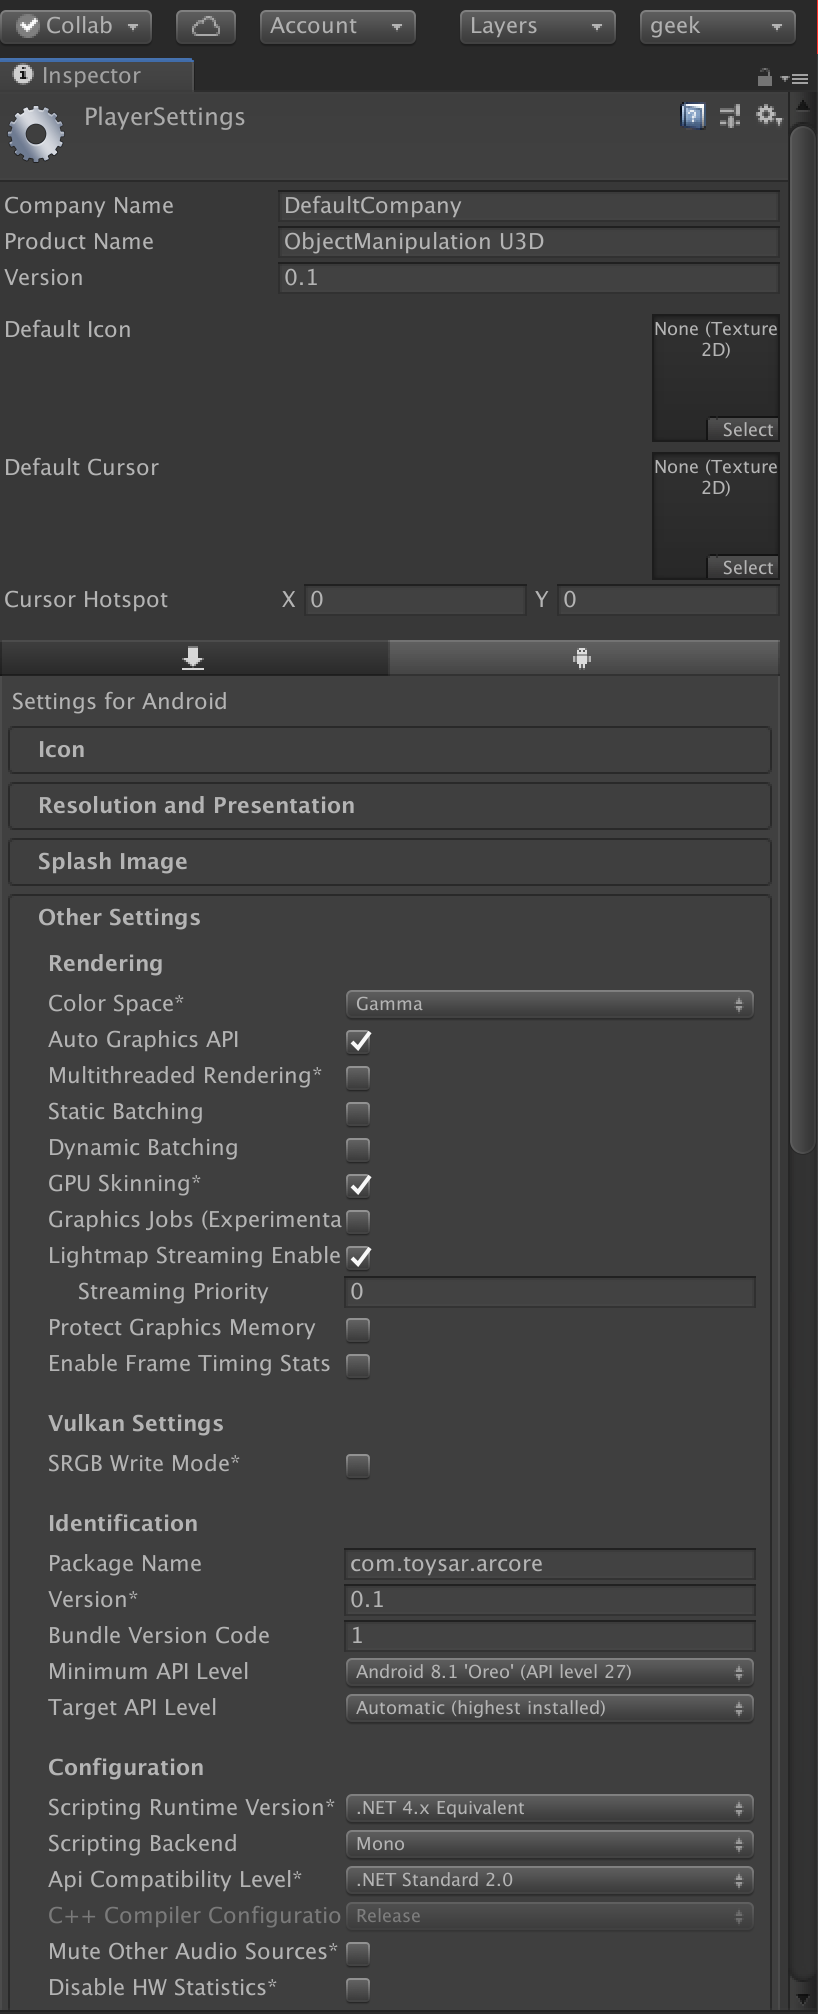 Collab Account Layers geek
Inspector
PlayerSettings
Company Name DefaultCompany
Product Name ObjectManipulation U3D
Version 0.1
Default Icon None (Texture
2D)
Select
Default Cursor None (Texture
2D)
Select
Cursor Hotspot X 0 Y 0
Settings for Android
Icon
Resolution and Presentation
Splash Image
Other Settings
Rendering
Color Space* Gamma
Auto Graphics API
Multithreaded Rendering*
Static Batching
Dynamic Batching
GPU Skinning*
Graphics Jobs (Experimenta
Lightmap Streaming Enable
Streaming Priority 0
Protect Graphics Memory
Enable Frame Timing Stats
Vulkan Settings
SRGB Write Mode*
Identification
Package Name com.toysar.arcore
Version* 0.1
Bundle Version Code 1
Minimum API Level Android 8.1 'Oreo' (API level 27)
Target API Level Automatic (highest installed)
Configuration
Scripting Runtime Version* .NET 4.x Equivalent
Scripting Backend Mono
Api Compatibility Level* .NET Standard 2.0
C++ Compiler Configuratio Release
Mute Other Audio Sources*
Disable HW Statistics*